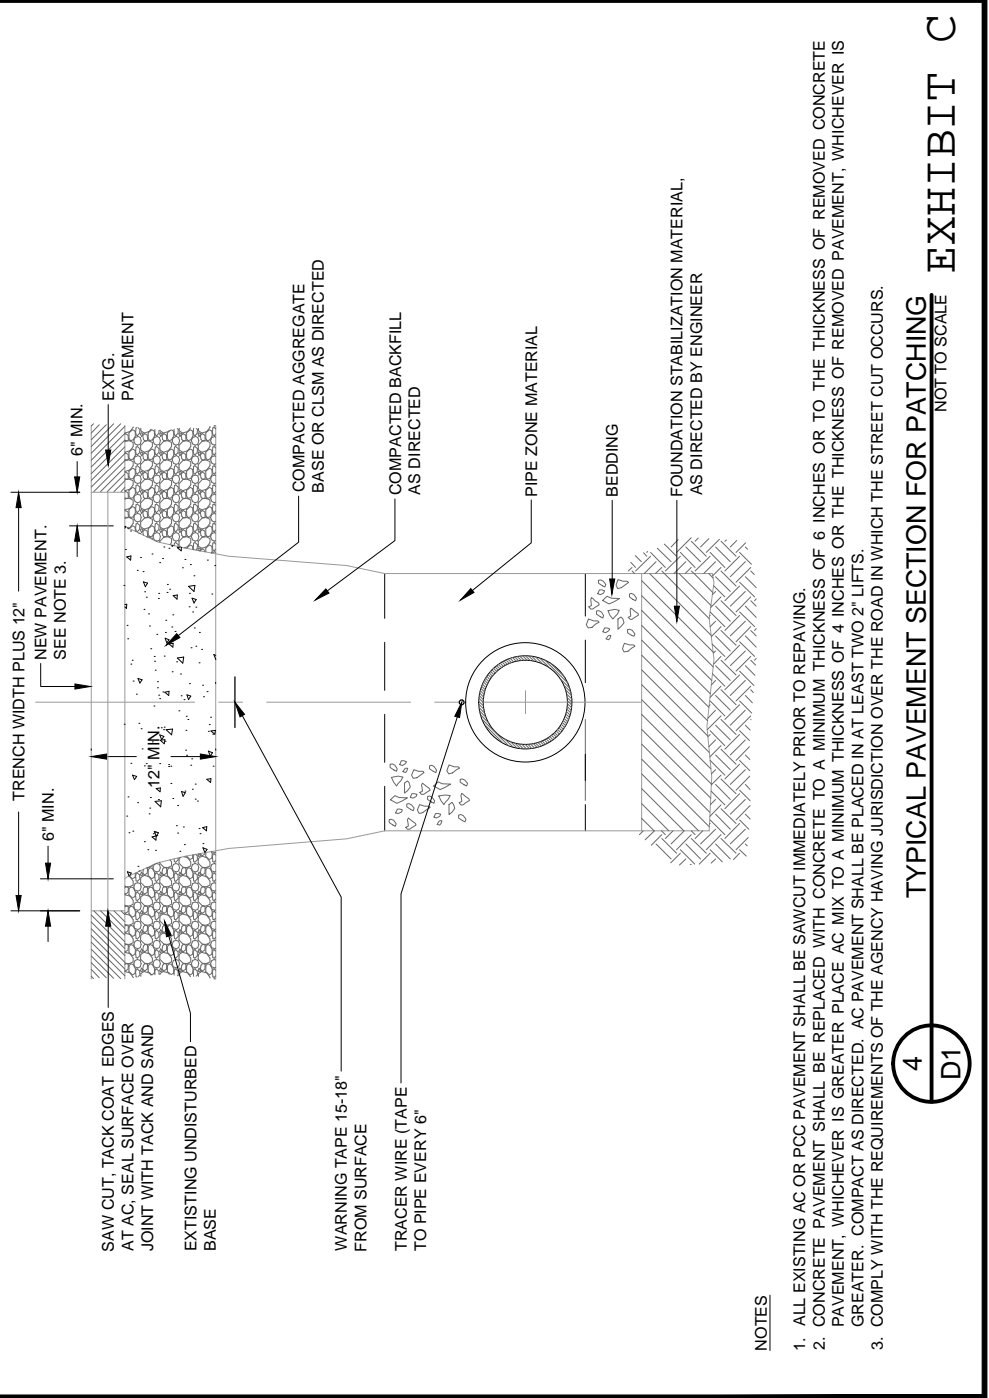 TRENCH WIDTH PLUS 12"
6" MIN.
NEW PAVEMENT.
SEE NOTE 3.
6" MIN.
EXTG.
PAVEMENT
12" MIN.
SAW CUT, TACK COAT EDGES
AT AC, SEAL SURFACE OVER
JOINT WITH TACK AND SAND
EXTISTING UNDISTURBED
BASE
WARNING TAPE 15-18"
FROM SURFACE
TRACER WIRE (TAPE
TO PIPE EVERY 6"
COMPACTED AGGREGATE
BASE OR CLSM AS DIRECTED
COMPACTED BACKFILL
AS DIRECTED
PIPE ZONE MATERIAL
BEDDING
FOUNDATION STABILIZATION MATERIAL,
AS DIRECTED BY ENGINEER
NOTES
1. ALL EXISTING AC OR PCC PAVEMENT SHALL BE SAWCUT IMMEDIATELY PRIOR TO REPAVING.
2. CONCRETE PAVEMENT SHALL BE REPLACED WITH CONCRETE TO A MINIMUM THICKNESS OF 6 INCHES OR TO THE THICKNESS OF REMOVED CONCRETE
PAVEMENT, WHICHEVER IS GREATER PLACE AC MIX TO A MINIMUM THICKNESS OF 4 INCHES OR THE THICKNESS OF REMOVED PAVEMENT, WHICHEVER IS
GREATER. COMPACT AS DIRECTED. AC PAVEMENT SHALL BE PLACED IN AT LEAST TWO 2" LIFTS.
3. COMPLY WITH THE REQUIREMENTS OF THE AGENCY HAVING JURISDICTION OVER THE ROAD IN WHICH THE STREET CUT OCCURS.
4
D1
TYPICAL PAVEMENT SECTION FOR PATCHING
NOT TO SCALE
EXHIBIT C